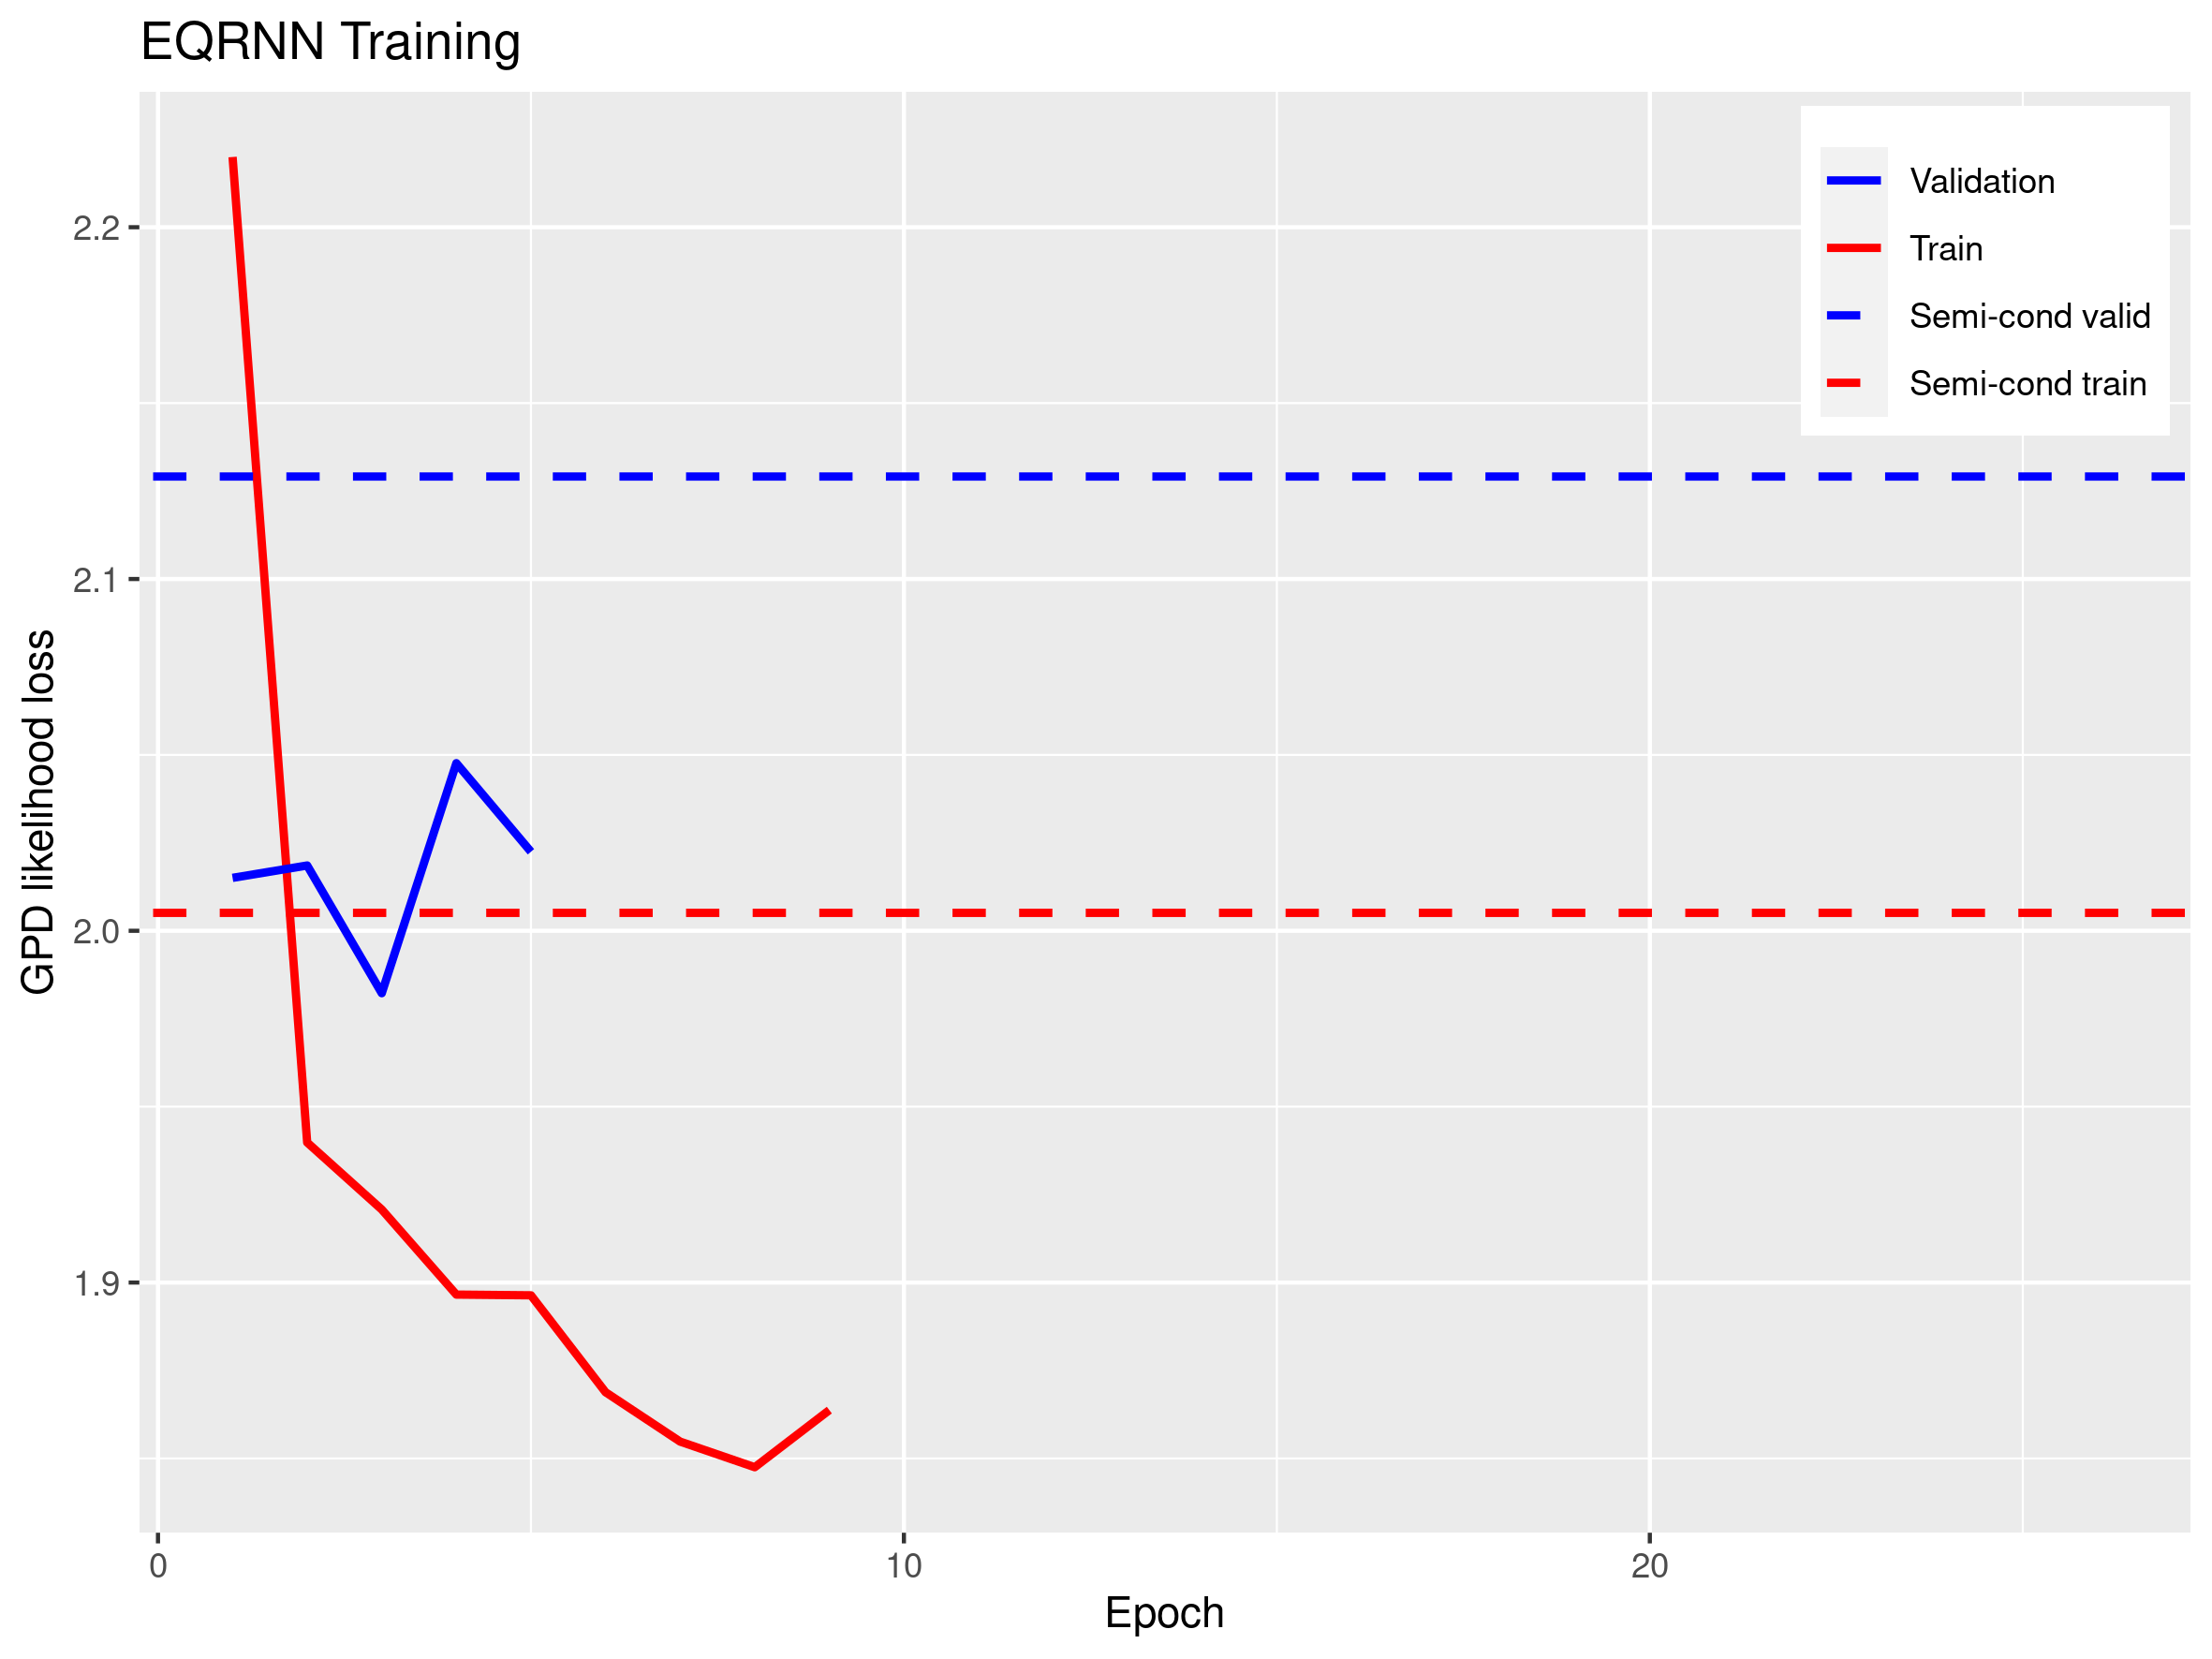 EQRNN Training
GPD likelihood loss
2.2
2.1
2.0
1.9
0
10
20
Epoch
Validation
Train
Semi-cond valid
Semi-cond train